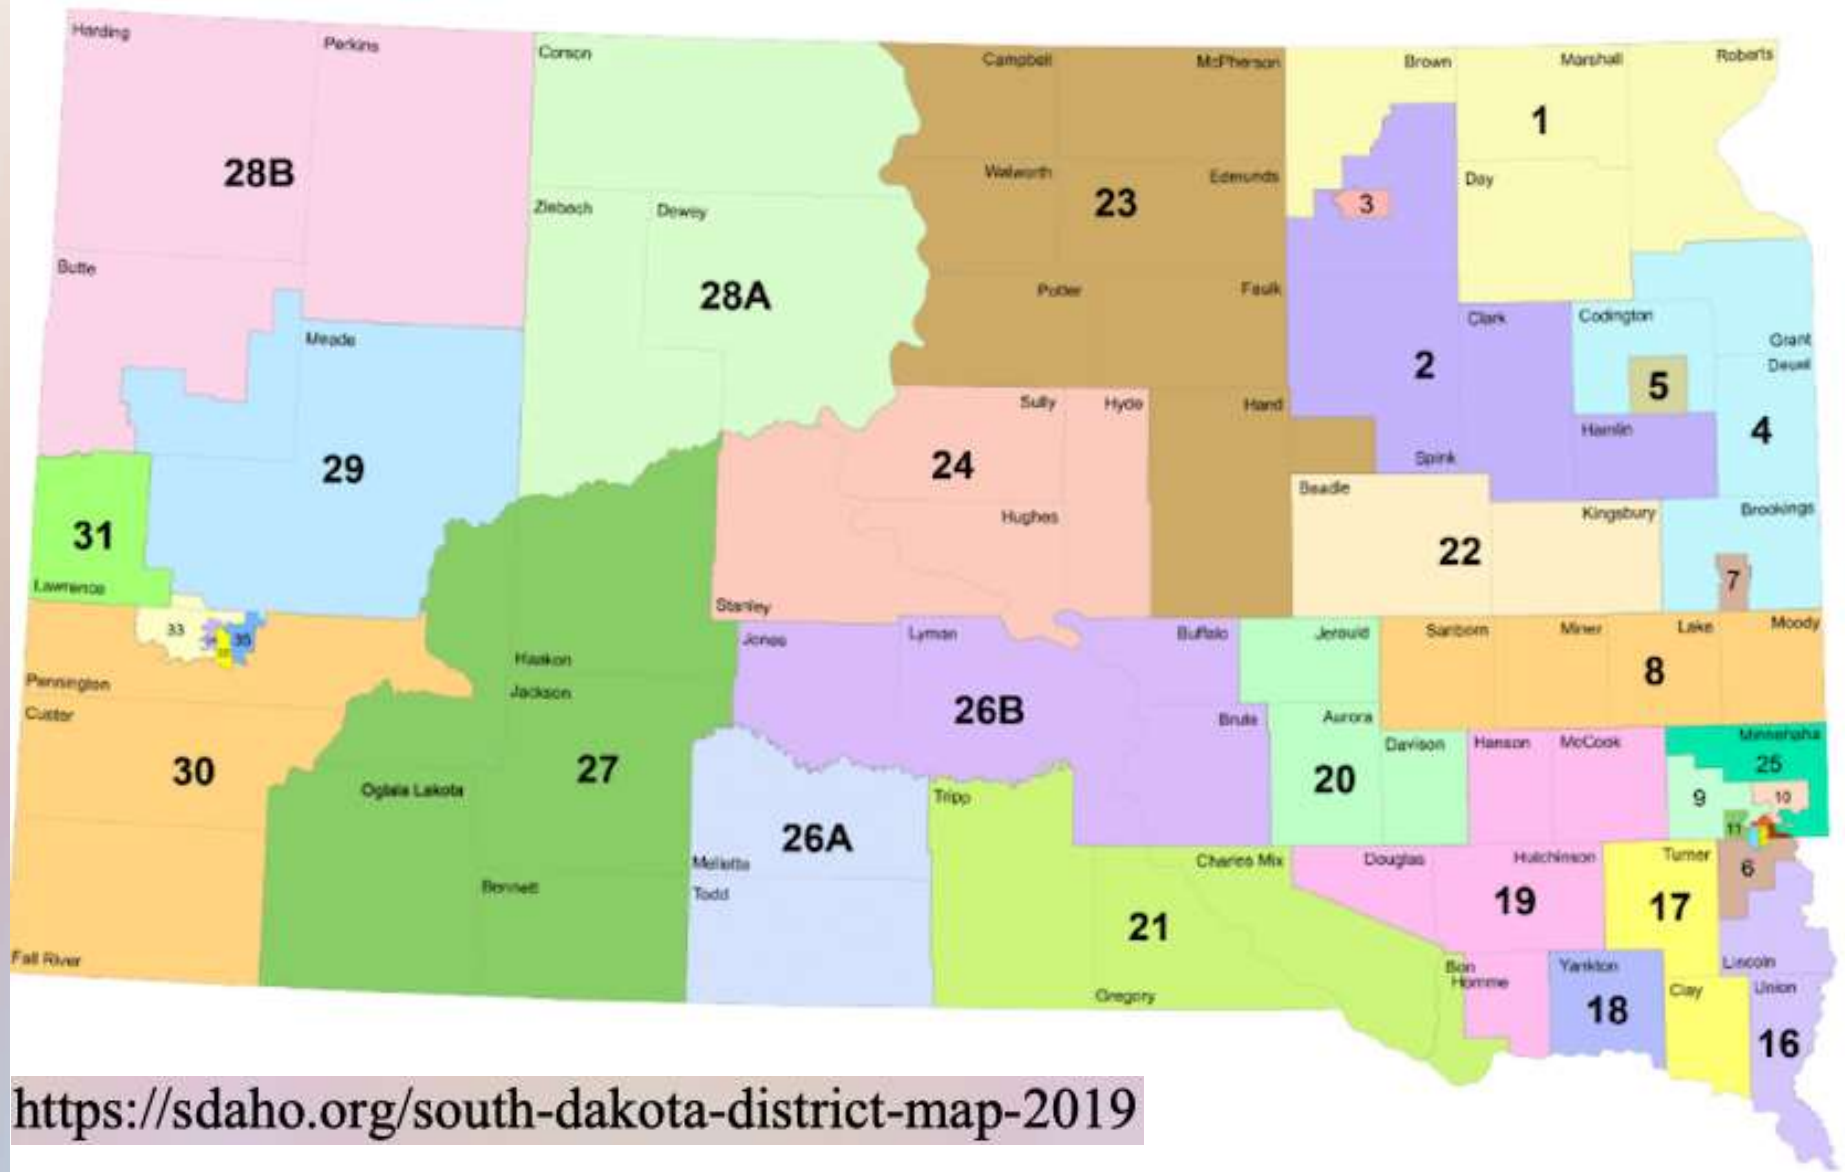 Harding
Perkins
Corson
Campbell
McPherson
Brown
Marshall
Roberts
28B
1
Walworth
Edmunds
Day
Ziebach
Dewey
23
3
Butte
28A
Potter
Faulk
Clark
Codington
Grant
Meade
Deuel
2
5
Sully
Hyde
Hand
Hamlin
4
29
24
Spink
Beadle
Hughes
Kingsbury
Brookings
31
22
7
Lawrence
Stanley
33
35
Jones
Lyman
Buffalo
Jerauld
Sanborn
Miner
Lake
Moody
Haakon
8
Pennington
Jackson
Custer
26B
Brule
Aurora
Davison
Hanson
McCook
Minnehaha
30
27
20
25
Oglala Lakota
Tripp
9
10
26A
11
Mellette
Charles Mix
Douglas
Hutchinson
Turner
6
Bennett
Todd
19
17
21
Fall River
Bon
Homme
Yankton
Lincoln
Gregory
Clay
Union
18
16
https://sdaho.org/south-dakota-district-map-2019